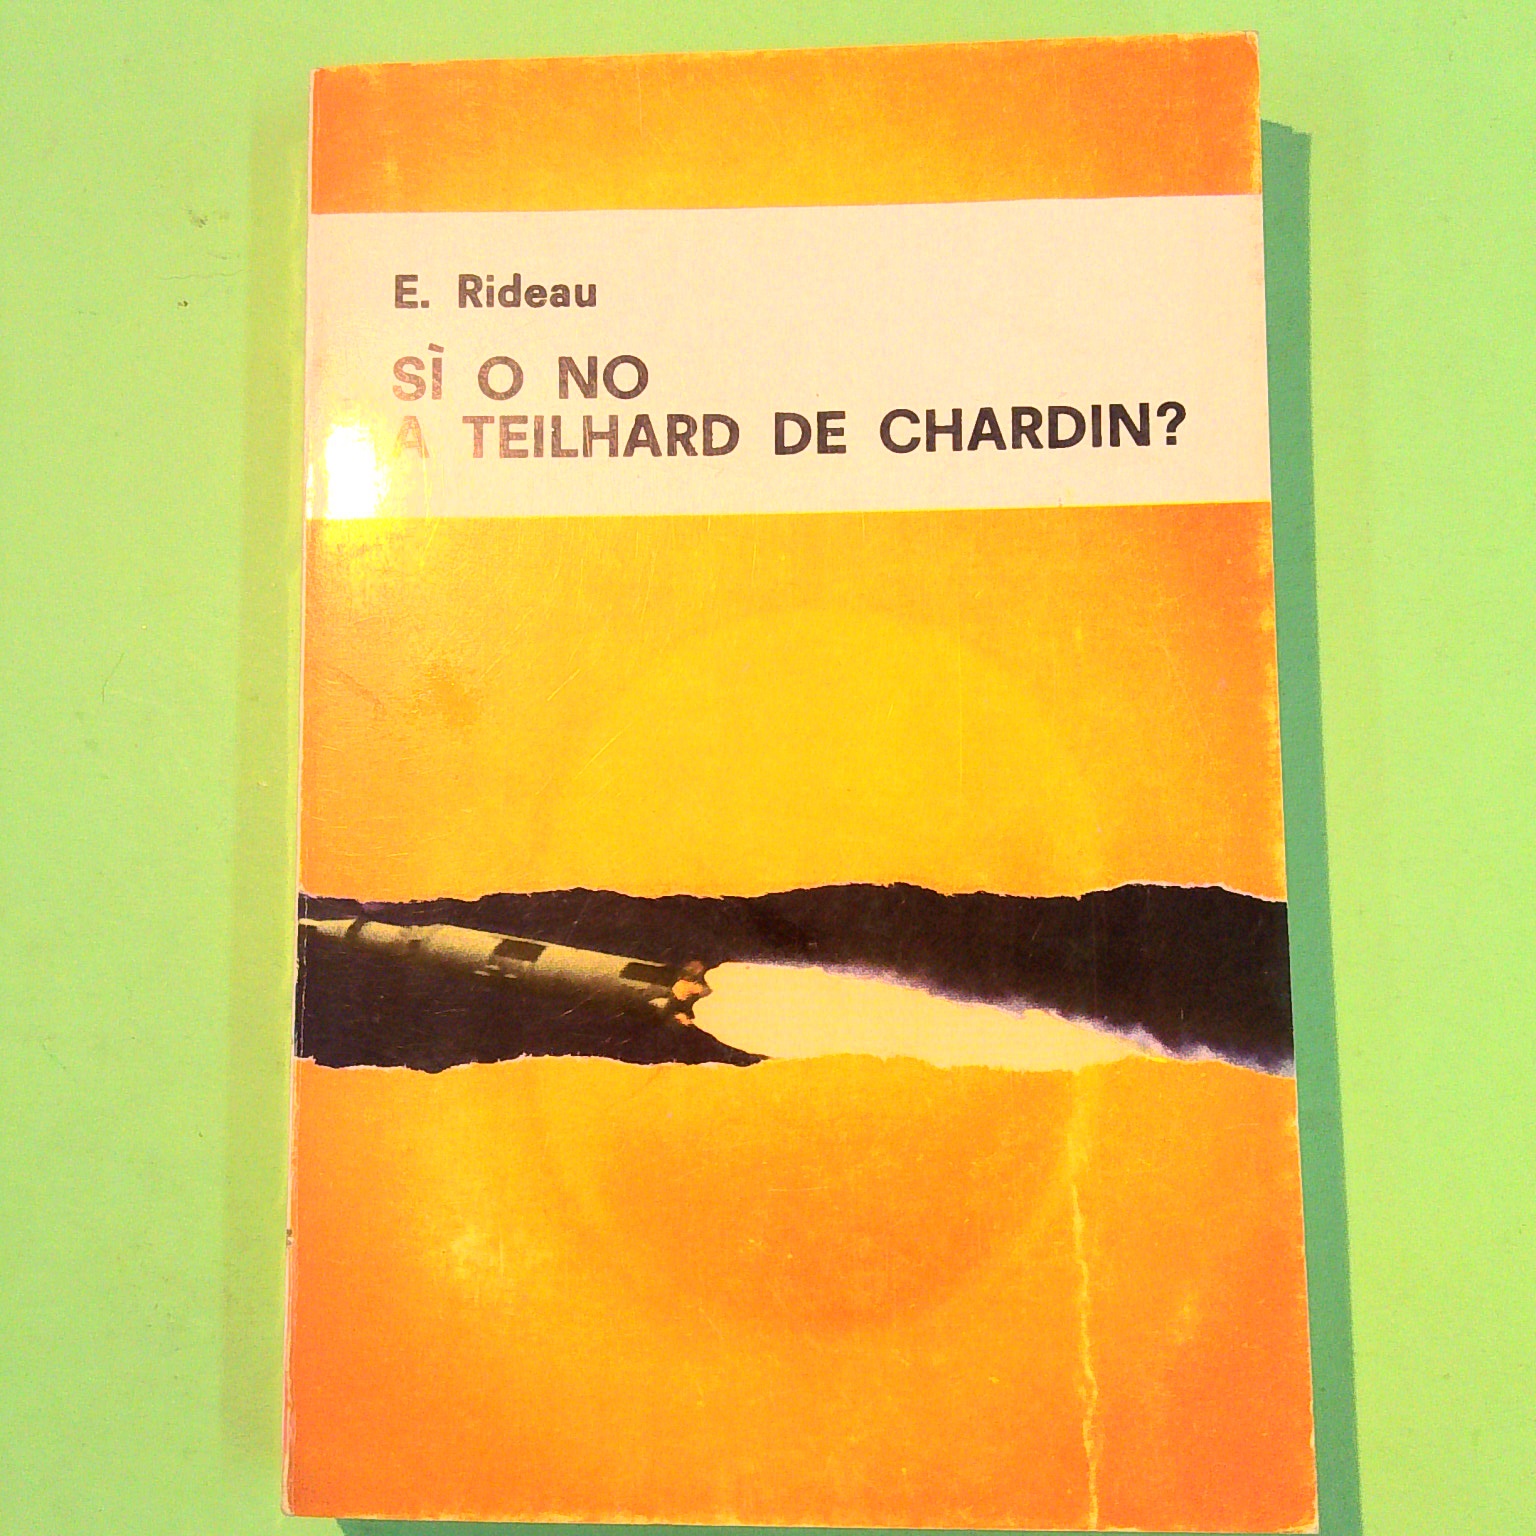 E. Rideau
SÌ O NO
A TEILHARD DE CHARDIN?